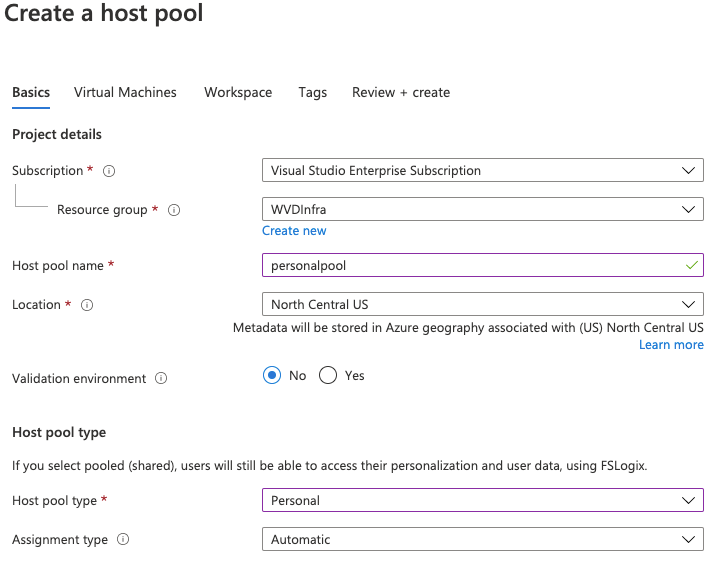 Create a host pool
Basics Virtual Machines Workspace Tags Review + create
Project details
Subscription * Visual Studio Enterprise Subscription
Resource group * WVDInfra
Create new
Host pool name * personalpool
Location * North Central US
Metadata will be stored in Azure geography associated with (US) North Central US
Learn more
Validation environment No Yes
Host pool type
If you select pooled (shared), users will still be able to access their personalization and user data, using FSLogix.
Host pool type * Personal
Assignment type Automatic